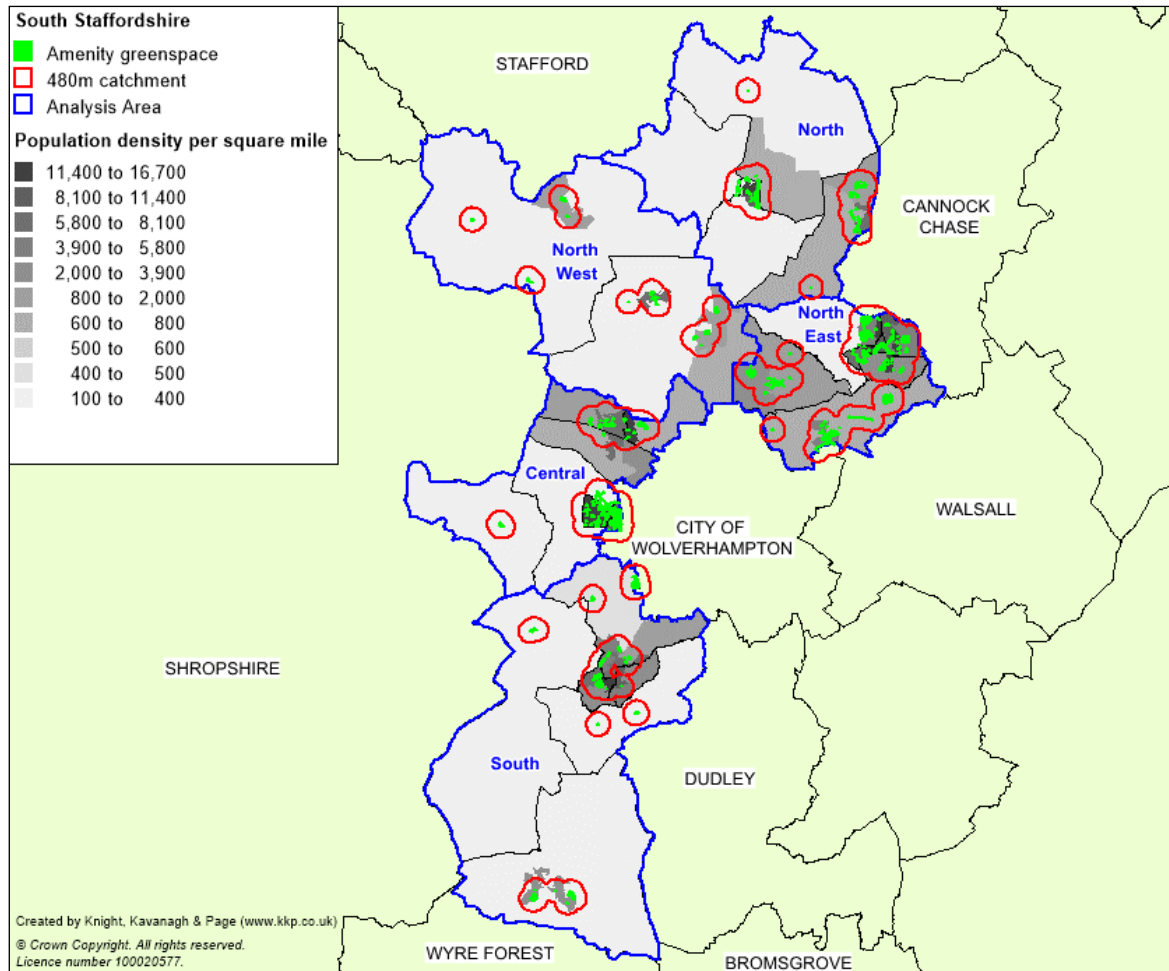 South Staffordshire
Amenity greenspace
480m catchment
Analysis Area
Population density per square mile
11,400 to 16,700
8,100 to 11,400
5,800 to 8,100
3,900 to 5,800
2,000 to 3,900
800 to 2,000
600 to 800
500 to 600
400 to 500
100 to 400
STAFFORD
North
CANNOCK
CHASE
North
West
North
East
Central
CITY OF
WOLVERHAMPTON
WALSALL
SHROPSHIRE
South
DUDLEY
Created by Knight, Kavanagh & Page (www.kkp.co.uk)
© Crown Copyright. All rights reserved.
Licence number 100020577.
WYRE FOREST
BROMSGROVE